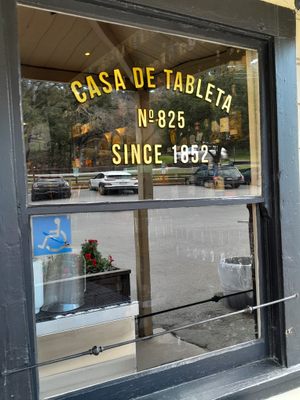 CASA DE TABLETA
Nº 825
SINCE 1852